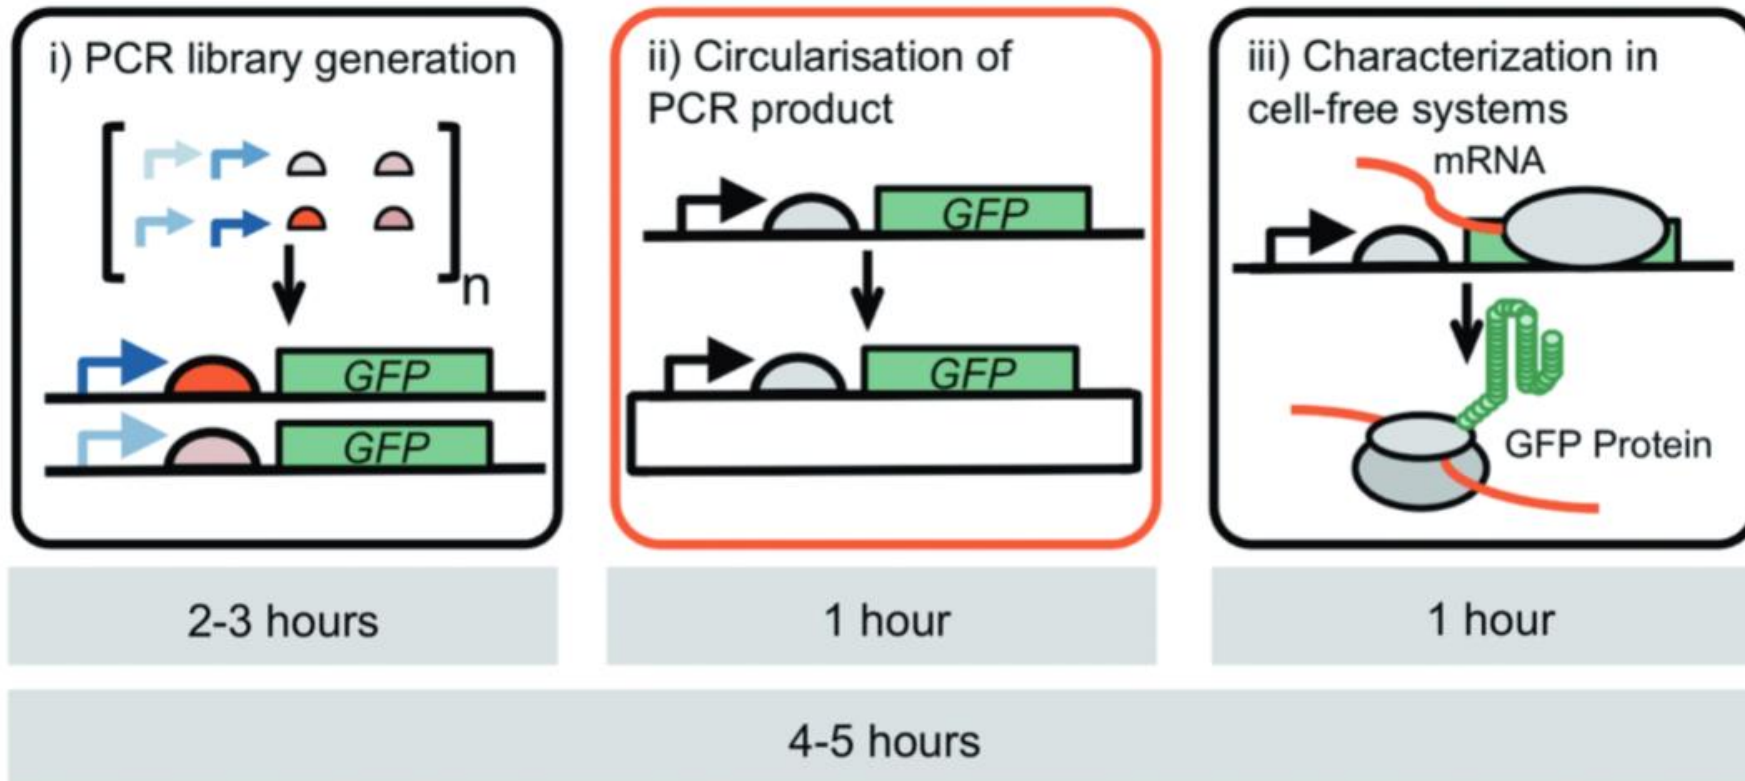 i) PCR library generation
n
GFP
GFP
2-3 hours
ii) Circularisation of
PCR product
GFP
GFP
1 hour
iii) Characterization in
cell-free systems
mRNA
GFP Protein
1 hour
4-5 hours